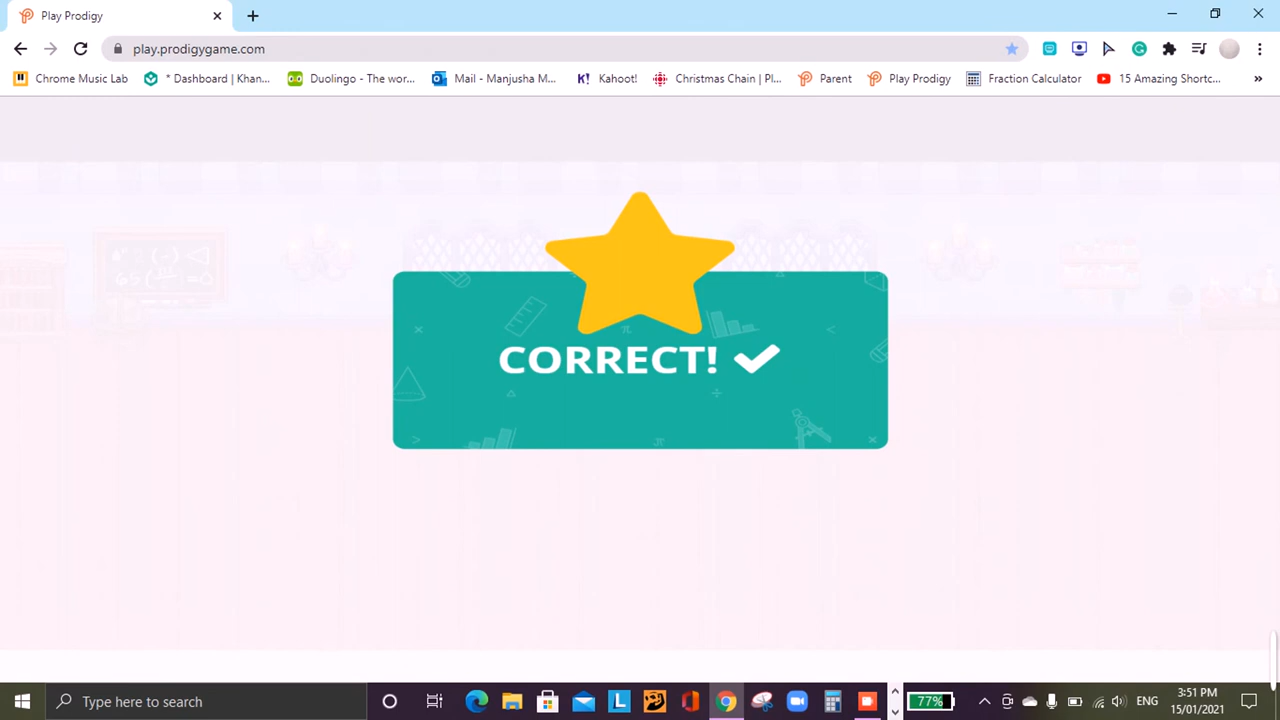 Play Prodigy
play.prodigygame.com
Chrome Music Lab
* Dashboard | Khan...
Duolingo - The wor...
Mail - Manjusha M...
K! Kahoot!
Christmas Chain | Pl...
Parent
Play Prodigy
Fraction Calculator
15 Amazing Shortc...
»
CORRECT!
Type here to search
L
77%
ENG
3:51 PM
15/01/2021